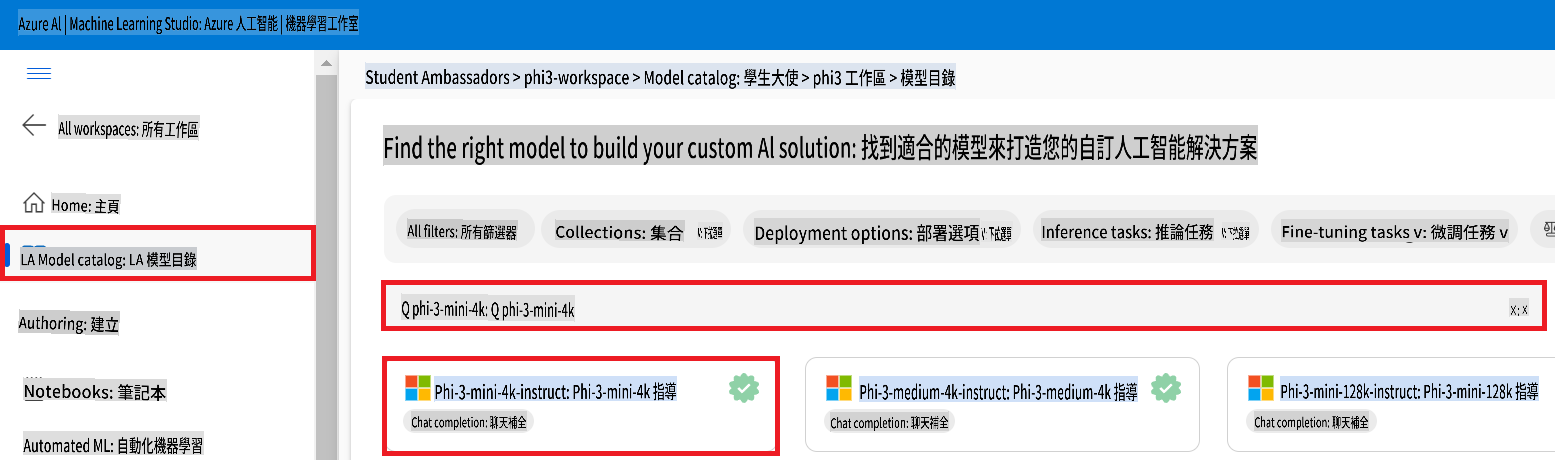 Azure Al | Machine Learning Studio: Azure 人工智能 | 機器學習工作室
All workspaces: 所有工作區
Home: 主頁
LA Model catalog: LA 模型目錄
Authoring: 建立
Notebooks: 筆記本
Automated ML: 自動化機器學習
Student Ambassadors > phi3-workspace > Model catalog: 學生大使 > phi3 工作區 > 模型目錄
Find the right model to build your custom Al solution: 找到適合的模型來打造您的自訂人工智能解決方案
All filters: 所有篩選器 Collections: 集合 Deployment options: 部署選項 Inference tasks: 推論任務 Fine-tuning tasks v: 微調任務 v
Q phi-3-mini-4k: Q phi-3-mini-4k x: x
Phi-3-mini-4k-instruct: Phi-3-mini-4k 指導
Chat completion: 聊天補全
Phi-3-medium-4k-instruct: Phi-3-medium-4k 指導
Chat completion: 聊天補全
Phi-3-mini-128k-instruct: Phi-3-mini-128k 指導
Chat completion: 聊天補全